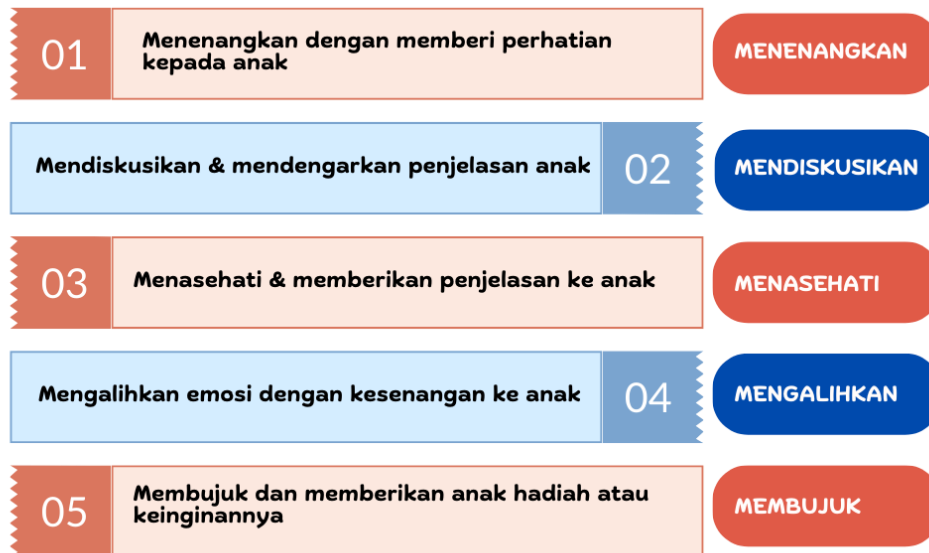 01
Menenangkan dengan memberi perhatian
kepada anak
MENENANGKAN
Mendiskusikan & mendengarkan penjelasan anak
02
MENDISKUSIKAN
03
Menasehati & memberikan penjelasan ke anak
MENASEHATI
Mengalihkan emosi dengan kesenangan ke anak
04
MENGALIHKAN
05
Membujuk dan memberikan anak hadiah atau
keinginannya
MEMBUJUK